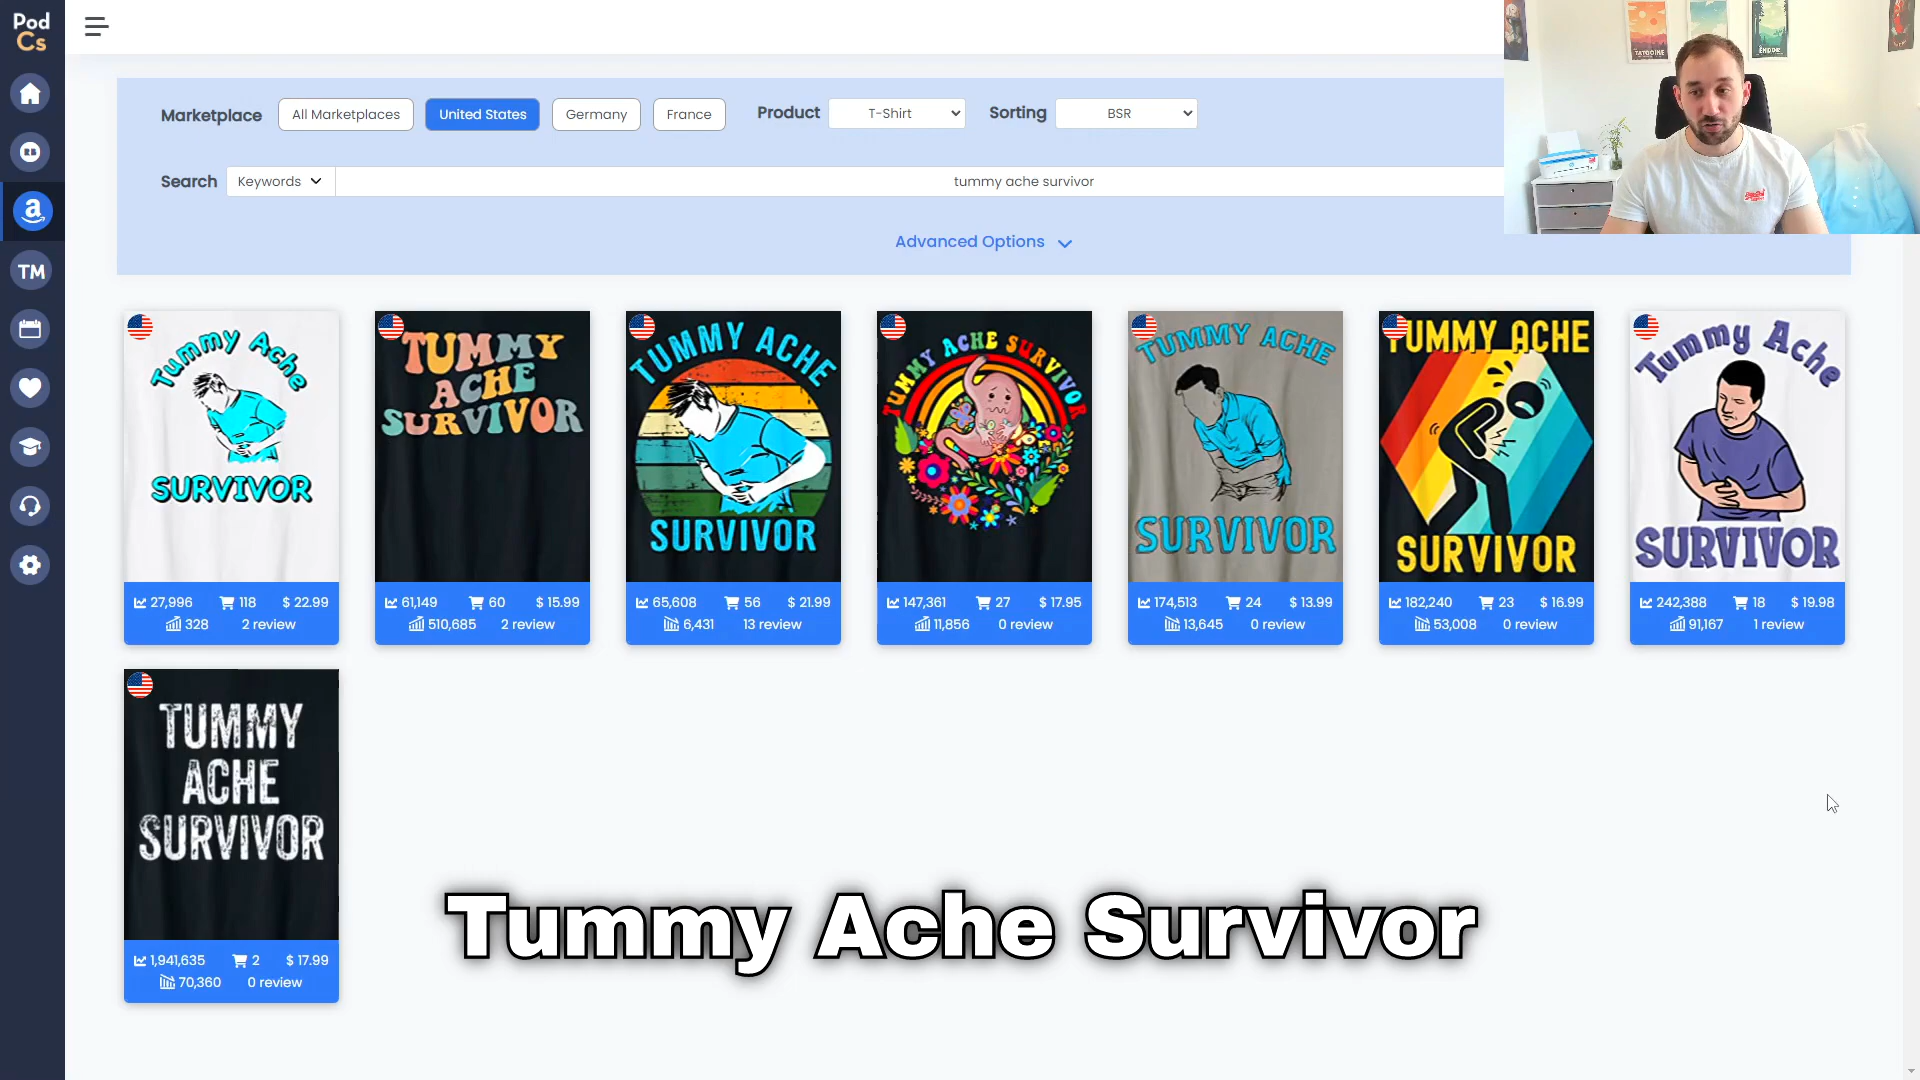 Pod
Cs
RB
a
TM
Marketplace
All Marketplaces
United States
Germany
France
Product
T-Shirt
Sorting
BSR
Search
Keywords
tummy ache survivor
Advanced Options
TATOOINE
ENDOR
Tummy Ache
SURVIVOR
27,996 118 $ 22.99
328 2 review
TUMMY
ACHE
SURVIVOR
61,149 60 $ 15.99
510,685 2 review
TUMMY ACHE
SURVIVOR
65,608 56 $ 21.99
6,431 13 review
TUMMY ACHE SURVIVOR
147,361 27 $ 17.95
11,856 0 review
TUMMY ACHE
SURVIVOR
174,513 24 $ 13.99
13,645 0 review
TUMMY ACHE
SURVIVOR
182,240 23 $ 16.99
53,008 0 review
Tummy Ache
SURVIVOR
242,388 18 $ 19.98
91,167 1 review
TUMMY
ACHE
SURVIVOR
1,941,635 2 $ 17.99
70,360 0 review
Tummy Ache Survivor